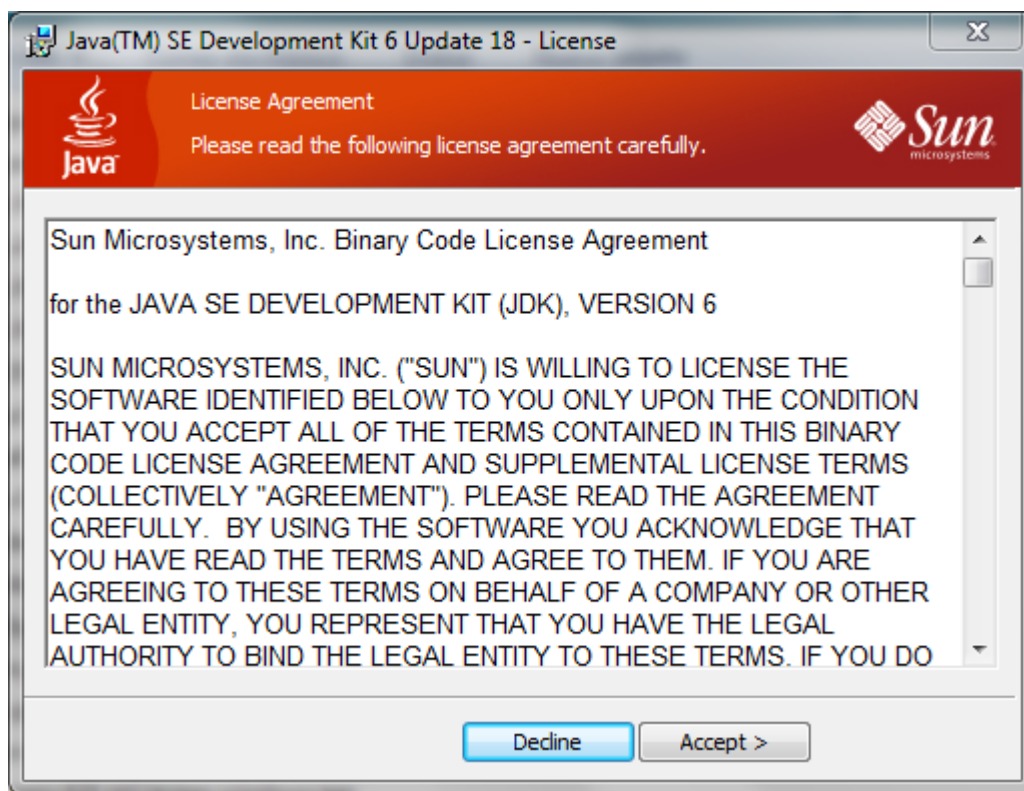 Java(TM) SE Development Kit 6 Update 18 - License
License Agreement
Please read the following license agreement carefully.
Java
Sun
microsystems
Sun Microsystems, Inc. Binary Code License Agreement
for the JAVA SE DEVELOPMENT KIT (JDK), VERSION 6
SUN MICROSYSTEMS, INC. ("SUN") IS WILLING TO LICENSE THE
SOFTWARE IDENTIFIED BELOW TO YOU ONLY UPON THE CONDITION
THAT YOU ACCEPT ALL OF THE TERMS CONTAINED IN THIS BINARY
CODE LICENSE AGREEMENT AND SUPPLEMENTAL LICENSE TERMS
(COLLECTIVELY "AGREEMENT"). PLEASE READ THE AGREEMENT
CAREFULLY.  BY USING THE SOFTWARE YOU ACKNOWLEDGE THAT
YOU HAVE READ THE TERMS AND AGREE TO THEM. IF YOU ARE
AGREEING TO THESE TERMS ON BEHALF OF A COMPANY OR OTHER
LEGAL ENTITY, YOU REPRESENT THAT YOU HAVE THE LEGAL
AUTHORITY TO BIND THE LEGAL ENTITY TO THESE TERMS. IF YOU DO
Decline
Accept >